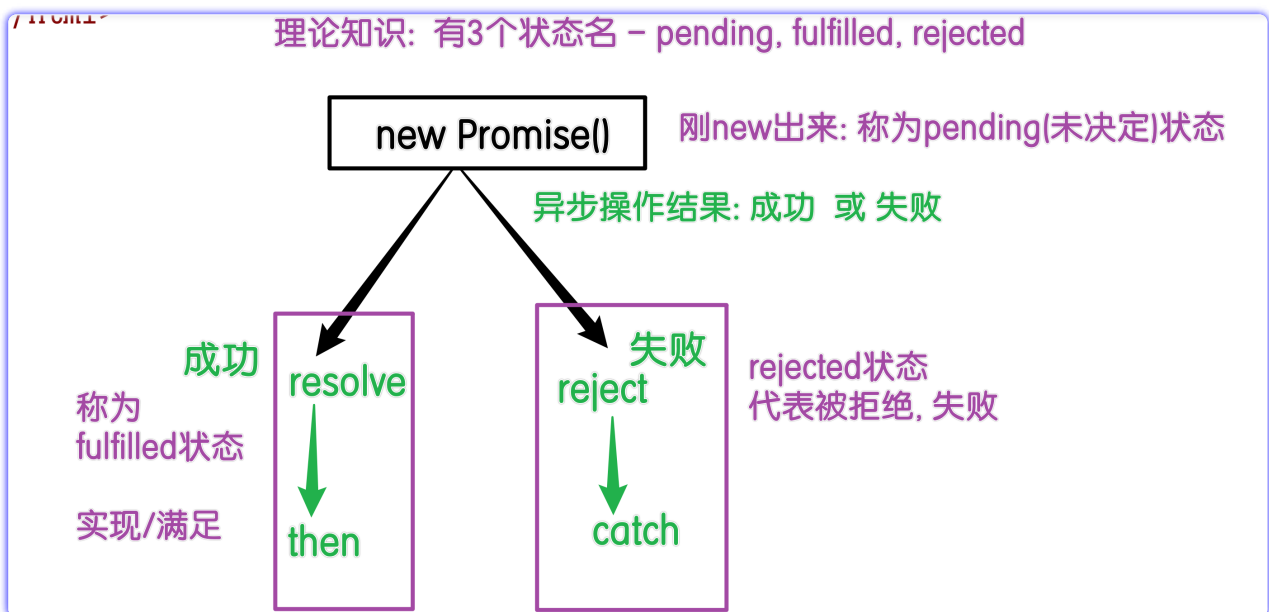 理论知识: 有3个状态名 - pending, fulfilled, rejected
new Promise()
刚new出来: 称为pending(未决定)状态
异步操作结果: 成功 或 失败
成功
resolve
称为
fulfilled状态
实现/满足
then
失败
reject
rejected状态
代表被拒绝, 失败
catch